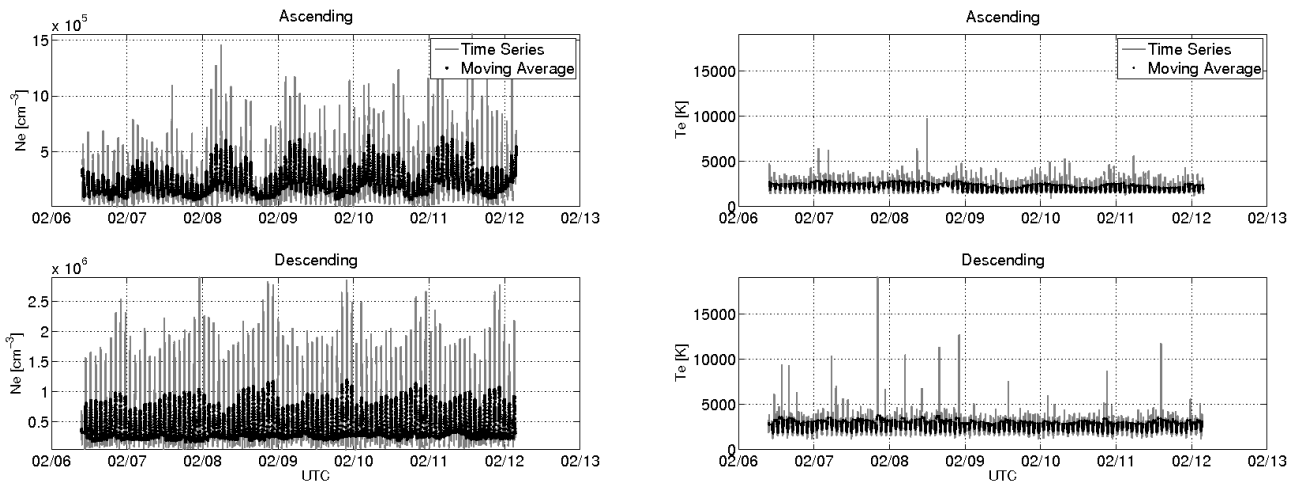 Ascending
x 10⁵
15
10
5
Ne [cm⁻³]
Time Series
Moving Average
02/06 02/07 02/08 02/09 02/10 02/11 02/12 02/13
Ascending
15000
10000
5000
0
Te [K]
Time Series
Moving Average
02/06 02/07 02/08 02/09 02/10 02/11 02/12 02/13
Descending
x 10⁶
2.5
2
1.5
1
0.5
Ne [cm⁻³]
02/06 02/07 02/08 02/09 02/10 02/11 02/12 02/13
UTC
Descending
15000
10000
5000
0
Te [K]
02/06 02/07 02/08 02/09 02/10 02/11 02/12 02/13
UTC